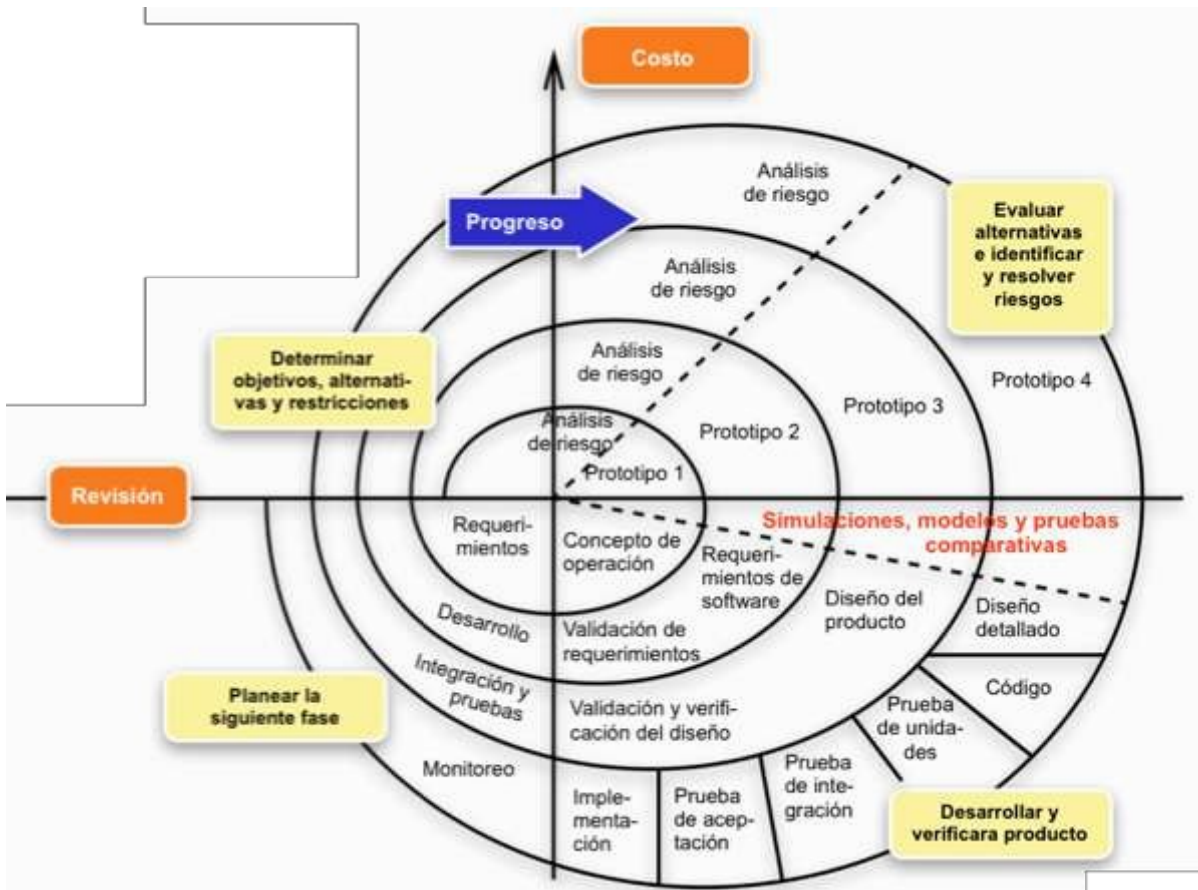 Costo
Análisis
de riesgo
Progreso
Evaluar
alternativas
e identificar
y resolver
riesgos
Análisis
de riesgo
Determinar
objetivos, alternati-
vas y restricciones
Análisis
de riesgo
Prototipo 4
Prototipo 3
Análisis
de riesgo
Prototipo 2
Prototipo 1
Revisión
Requeri-
mientos
Concepto de
operación
Simulaciones, modelos y pruebas
comparativas
Requeri-
mientos de
software
Diseño del
producto
Diseño
detallado
Desarrollo
Validación de
requerimientos
Integración y
pruebas
Código
Planear la
siguiente fase
Validación y verifi-
cación del diseño
Prueba
de unida-
des
Monitoreo
Prueba
de inte-
gración
Imple-
menta-
ción
Prueba
de acep-
tación
Desarrollar y
verificara producto